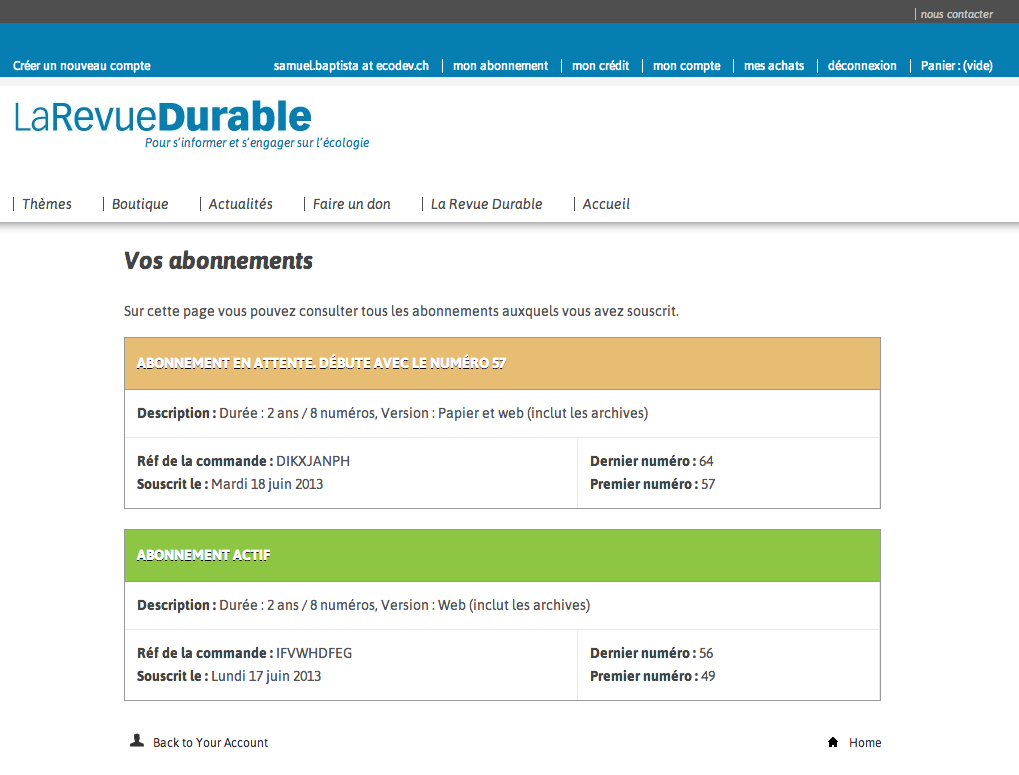 nous contacter
Créer un nouveau compte
samuel.baptista at ecodev.ch | mon abonnement | mon crédit | mon compte | mes achats | déconnexion | Panier : (vide)
LaRevueDurable
Pour s'informer et s'engager sur l'écologie
| Thèmes | Boutique | Actualités | Faire un don | La Revue Durable | Accueil
Vos abonnements
Sur cette page vous pouvez consulter tous les abonnements auxquels vous avez souscrit.
ABONNEMENT EN ATTENTE. DÉBUTE AVEC LE NUMÉRO 57
Description : Durée : 2 ans / 8 numéros, Version : Papier et web (inclut les archives)
Réf de la commande : DIKXJANPH
Souscrit le : Mardi 18 juin 2013
Dernier numéro : 64
Premier numéro : 57
ABONNEMENT ACTIF
Description : Durée : 2 ans / 8 numéros, Version : Web (inclut les archives)
Réf de la commande : IFVWHDFEG
Souscrit le : Lundi 17 juin 2013
Dernier numéro : 56
Premier numéro : 49
Back to Your Account
Home